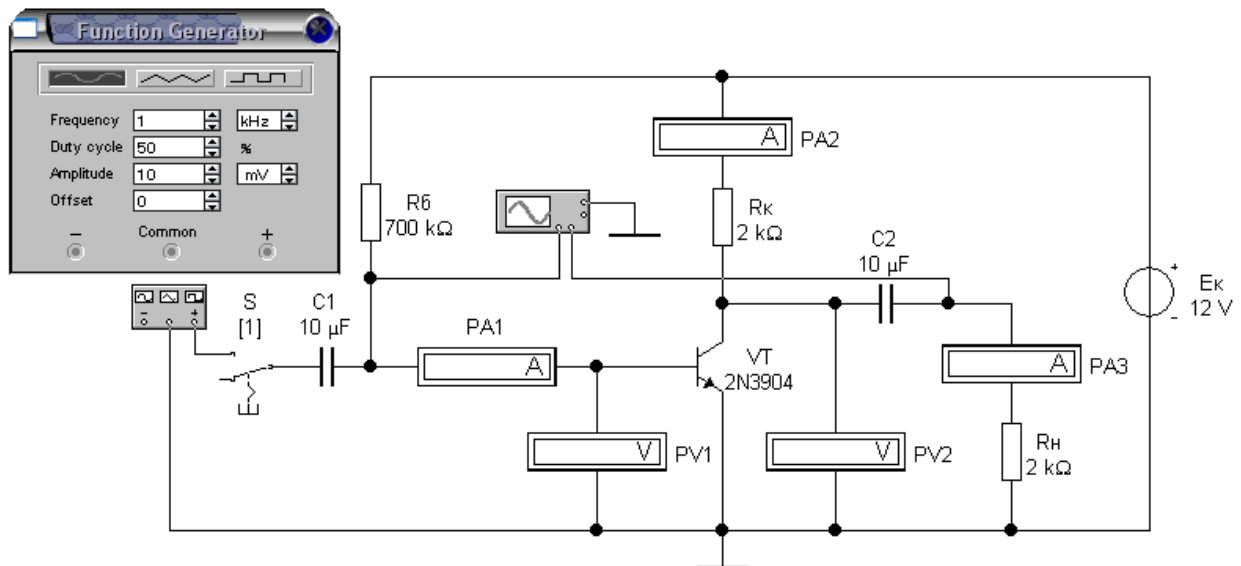 Function Generator
Frequency 1 kHz
Duty cycle 50 %
Amplitude 10 mV
Offset 0
− Common +
S
[1]
C1
10 µF
Rб
700 kΩ
PA1
A
V PV1
A PA2
Rк
2 kΩ
VT
2N3904
C2
10 µF
V PV2
A PA3
Rн
2 kΩ
+
Eк
12 V
-